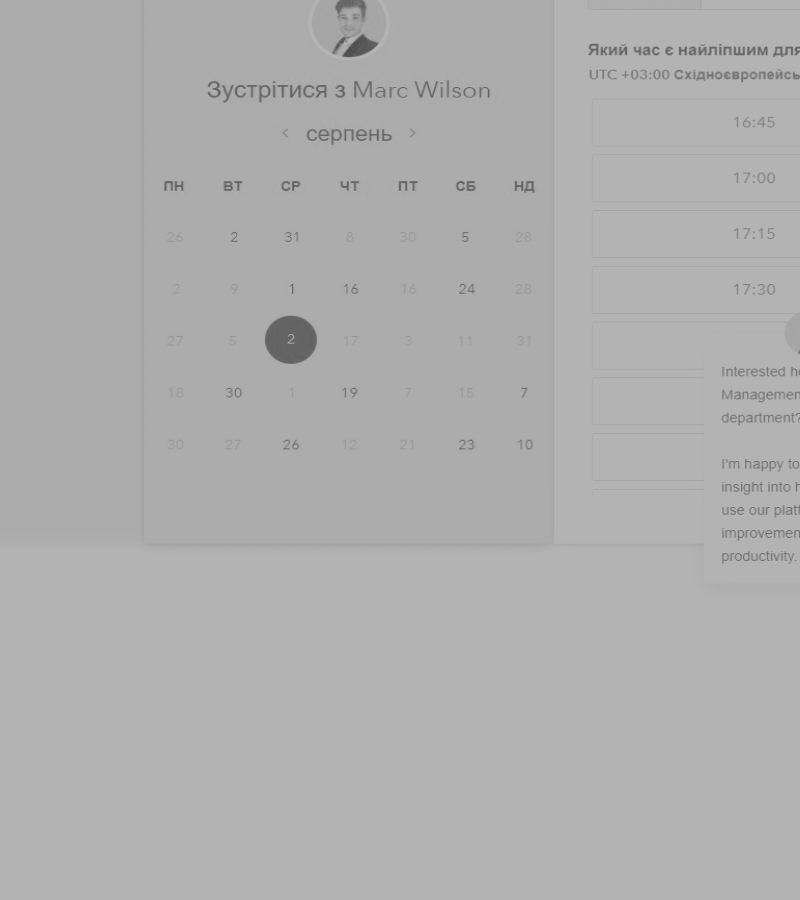 Зустрітися з Marc Wilson
серпень
ПН ВТ СР ЧТ ПТ СБ НД
26 2 31 8 30 5 28
2 9 1 16 16 24 28
27 5 2 17 3 11 31
18 30 1 19 7 15 7
30 27 26 12 21 23 10
Який час є найліпшим для
UTC +03:00 Східноєвропейсь
16:45
17:00
17:15
17:30
Interested
Managemen
department?
I'm happy to
insight into
use our plat
improvemen
productivity.